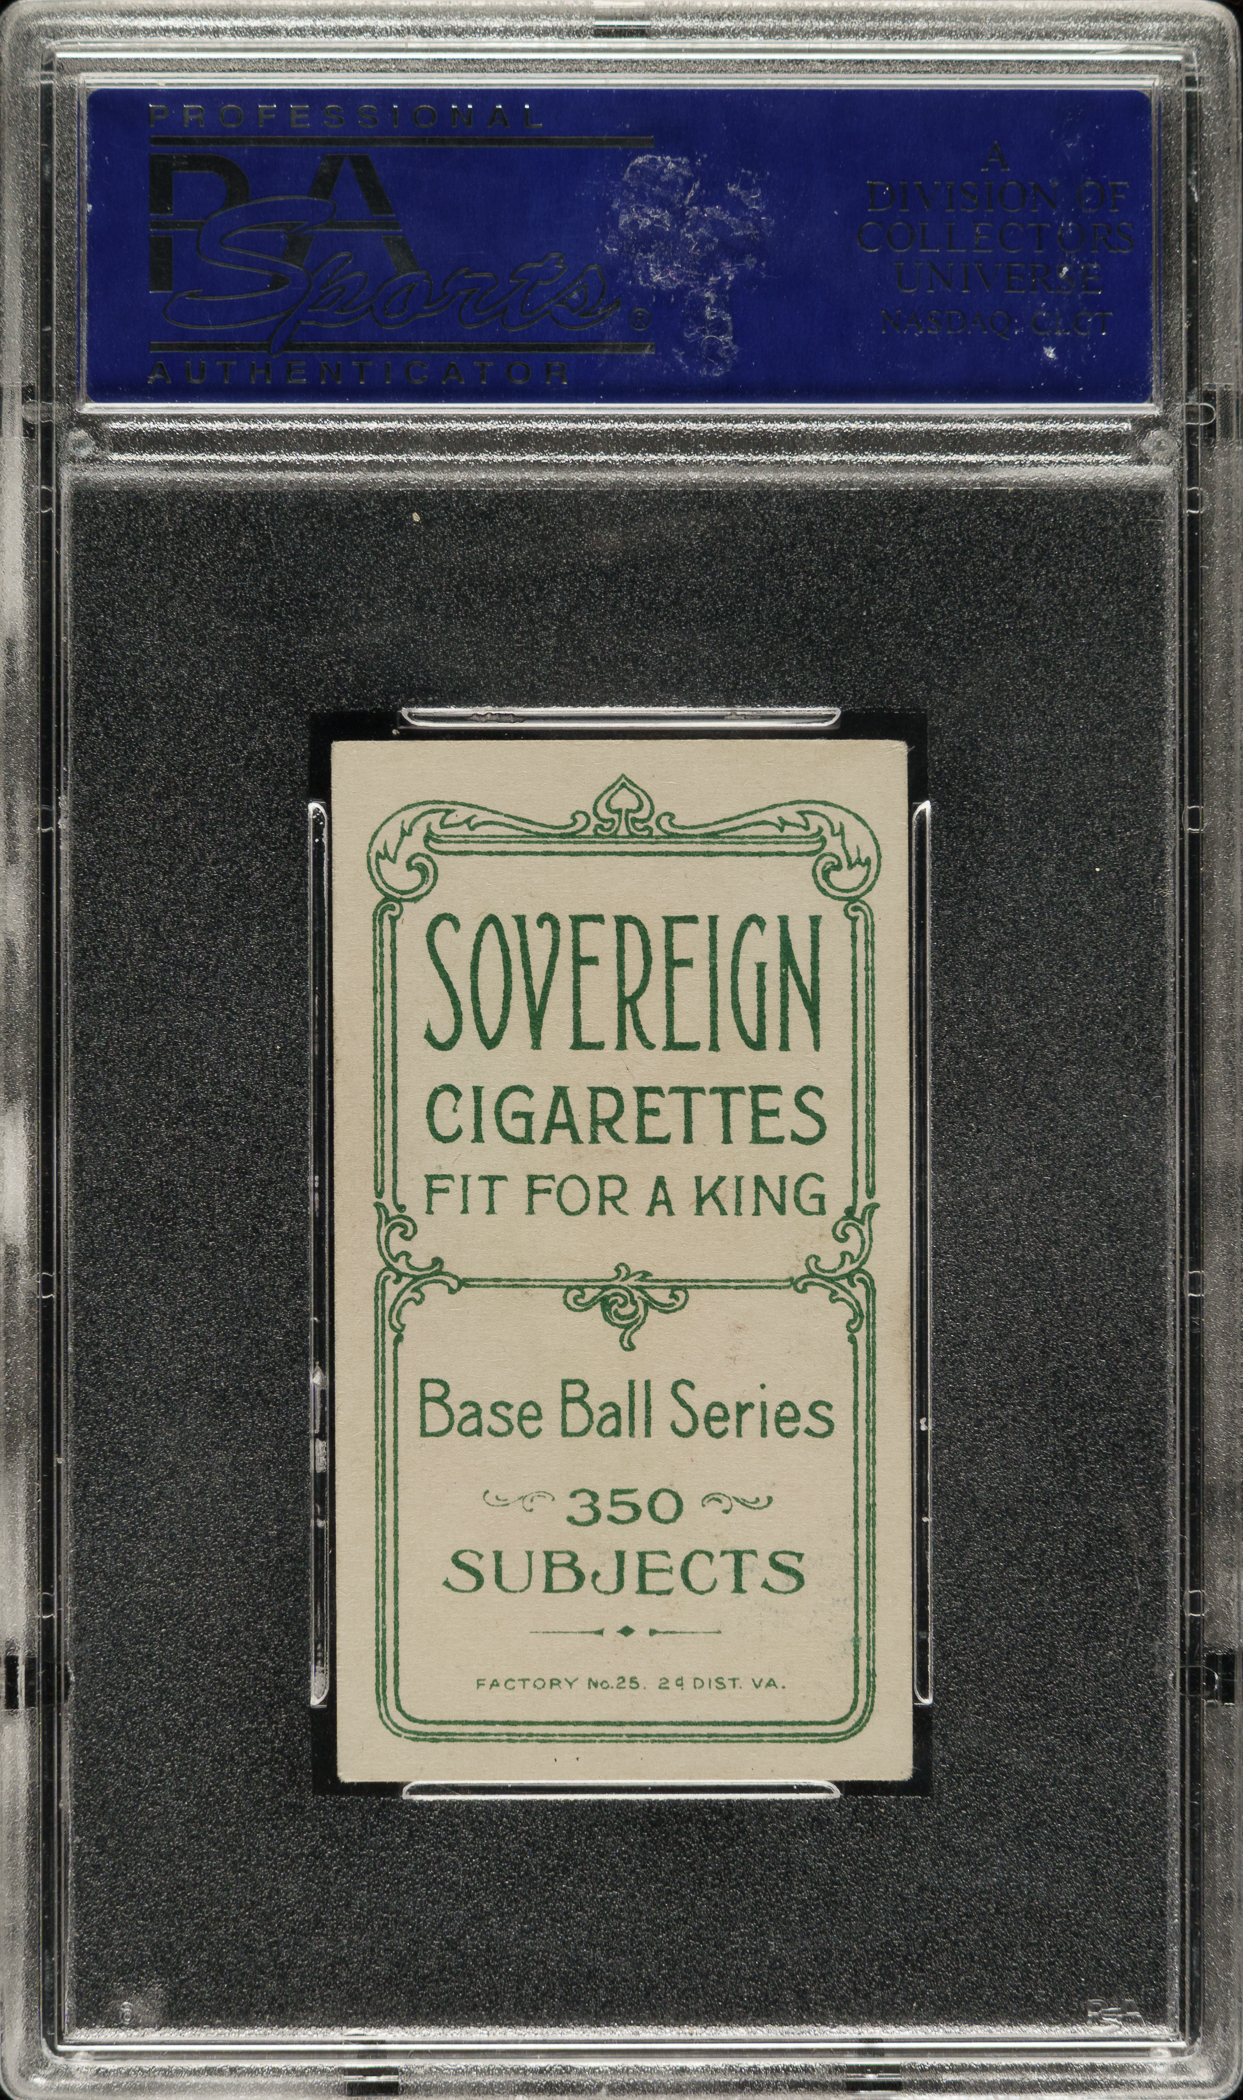 PROFESSIONAL
PSA
Sports®
AUTHENTICATOR
A
DIVISION OF
COLLECTORS
UNIVERSE
NASDAQ: CLCT
SOVEREIGN
CIGARETTES
FIT FOR A KING
Base Ball Series
350
SUBJECTS
FACTORY No.25. 2d DIST. VA.
PSA